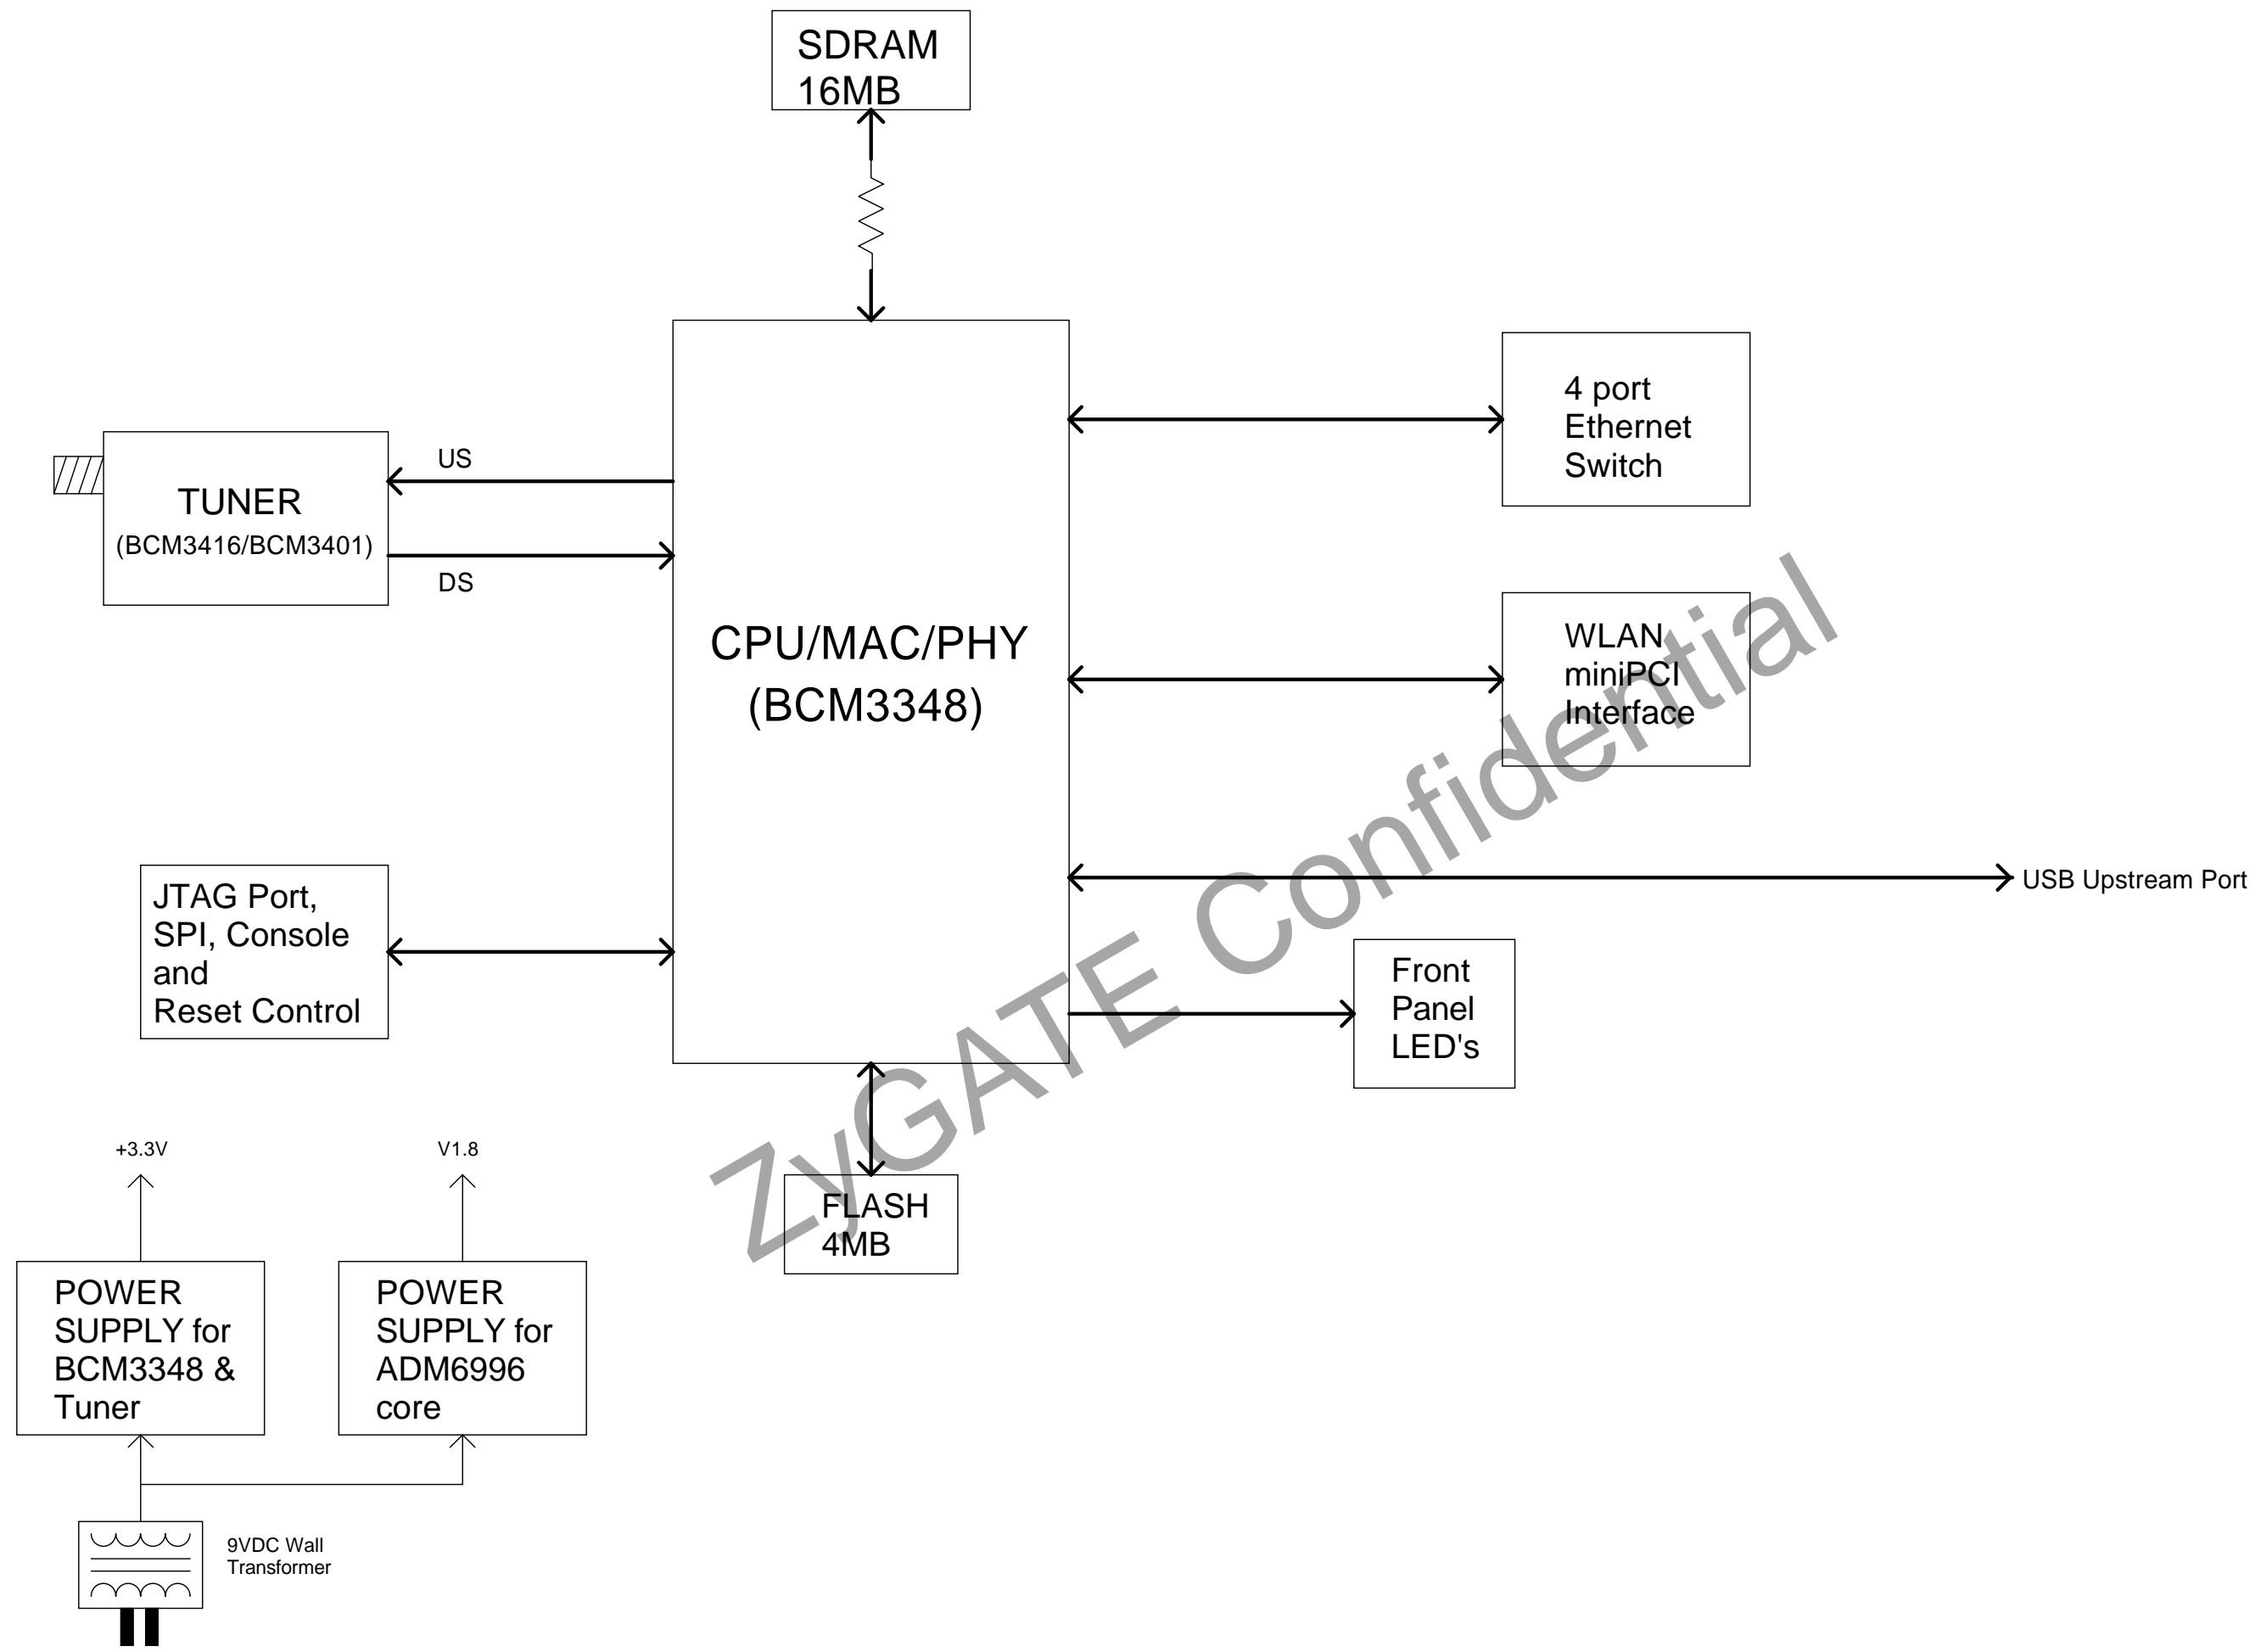 SDRAM
16MB
4 port
Ethernet
Switch
US
TUNER
(BCM3416/BCM3401)
DS
CPU/MAC/PHY
(BCM3348)
WLAN
miniPCI
Interface
JTAG Port,
SPI, Console
and
Reset Control
USB Upstream Port
Front
Panel
LED's
ZyGATE Confidential
+3.3V
V1.8
FLASH
4MB
POWER
SUPPLY for
BCM3348 &
Tuner
POWER
SUPPLY for
ADM6996
core
9VDC Wall
Transformer